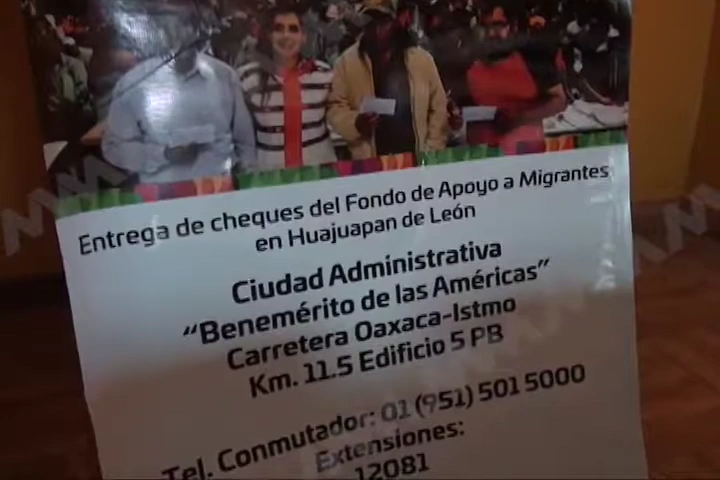 Entrega de cheques del Fondo de Apoyo a Migrantes
en Huajuapan de León
Ciudad Administrativa
“Benemérito de las Américas”
Carretera Oaxaca-Istmo
Km. 11.5 Edificio 5 PB
Tel. Conmutador: 01 (951) 501 5000
Extensiones:
12081